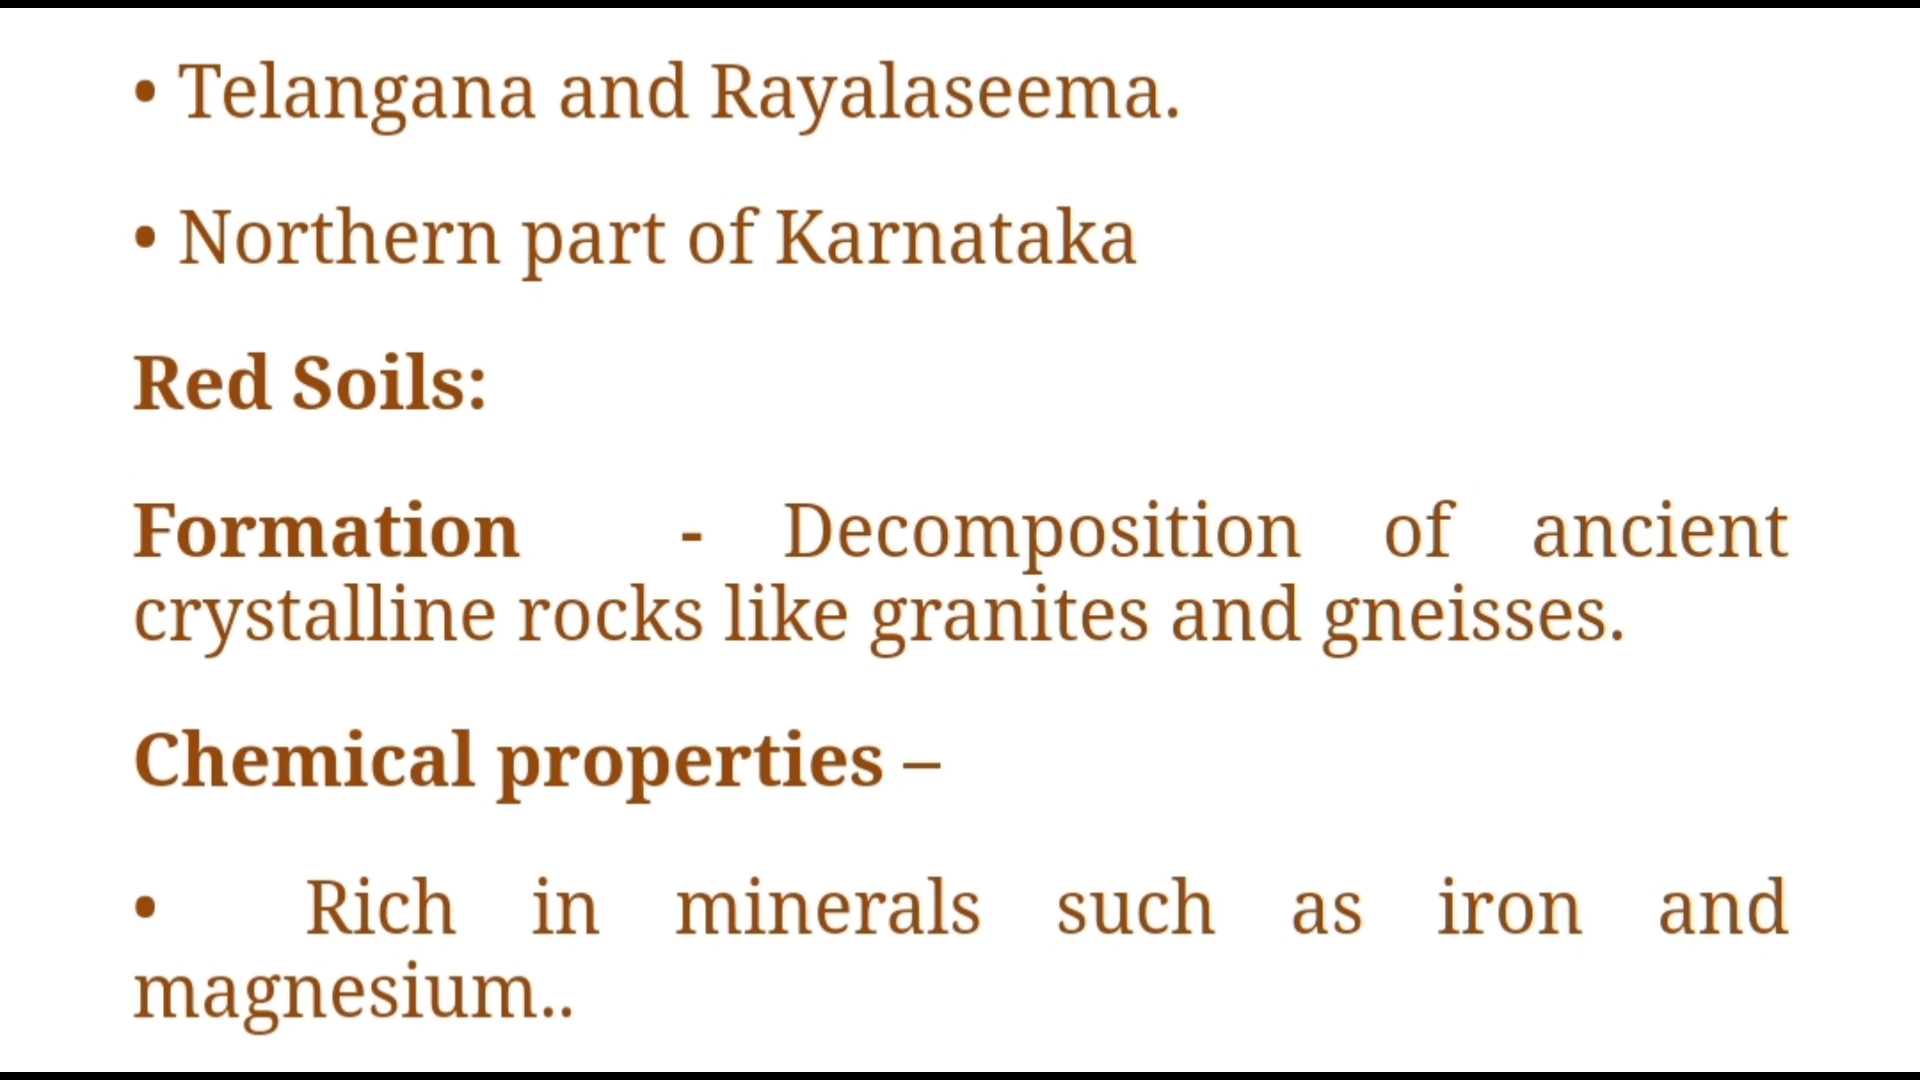 • Telangana and Rayalaseema.
• Northern part of Karnataka
Red Soils:
Formation - Decomposition of ancient
crystalline rocks like granites and gneisses.
Chemical properties –
• Rich in minerals such as iron and
magnesium..